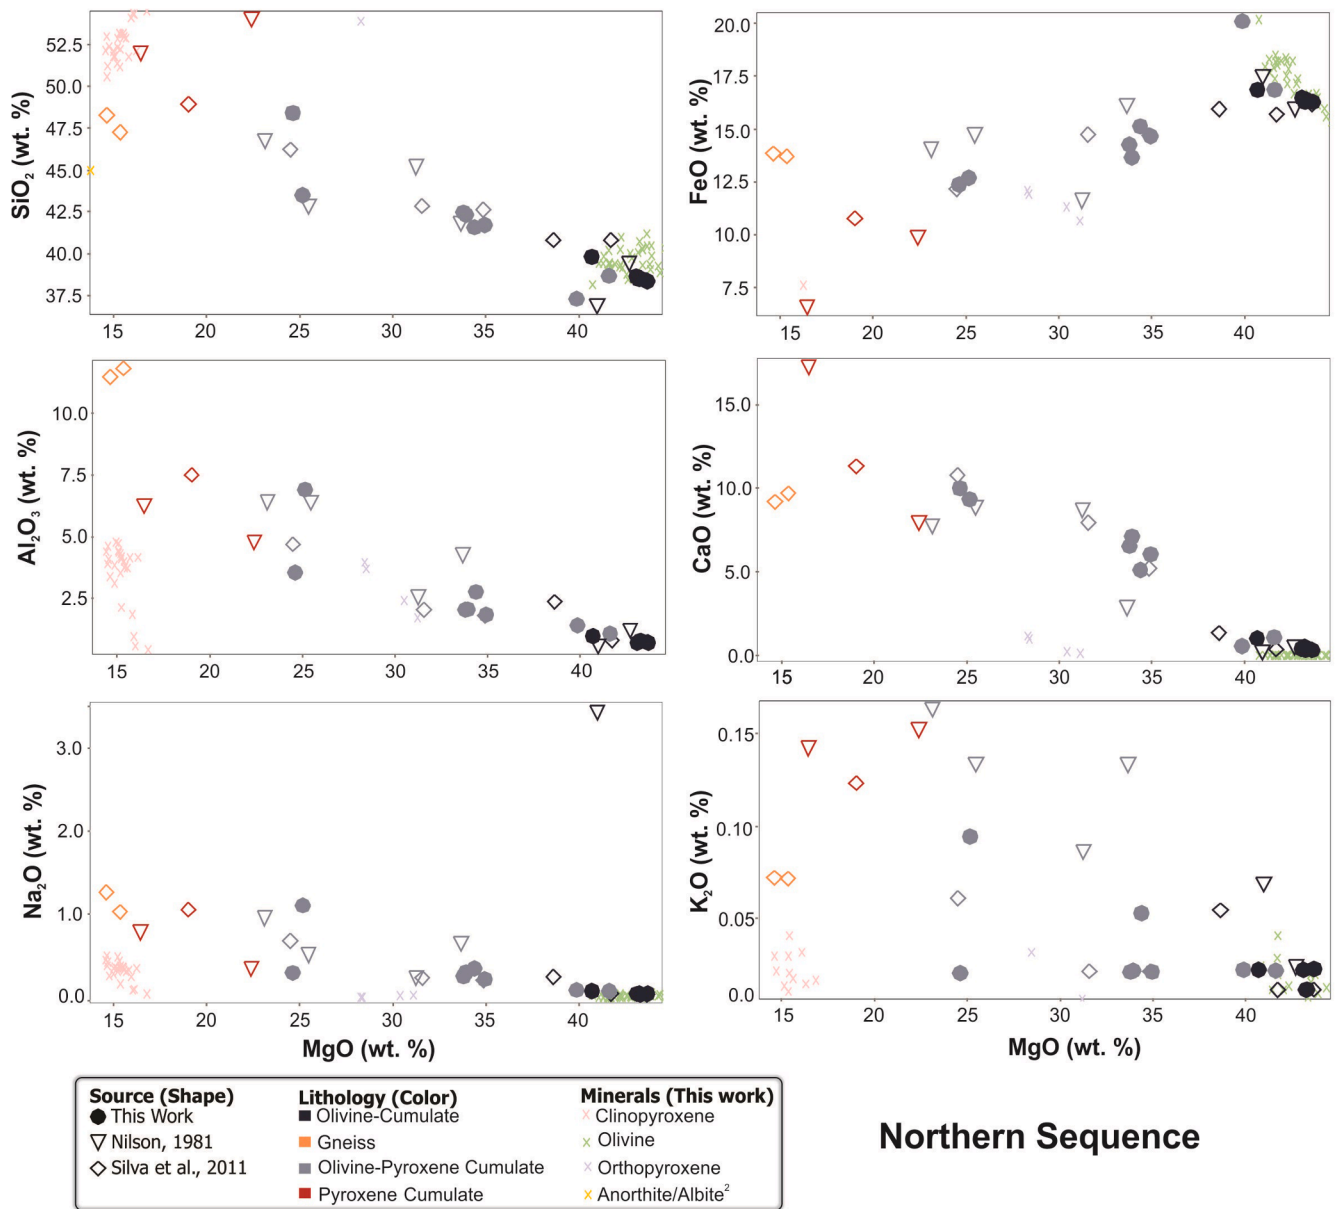 SiO2 (wt. %)
52.5
50.0
47.5
45.0
42.5
40.0
37.5
15 20 25 30 35 40
FeO (wt. %)
20.0
17.5
15.0
12.5
10.0
7.5
15 20 25 30 35 40
Al2O3 (wt. %)
10.0
7.5
5.0
2.5
15 20 25 30 35 40
CaO (wt. %)
15.0
10.0
5.0
0.0
15 20 25 30 35 40
Na2O (wt. %)
3.0
2.0
1.0
0.0
15 20 25 30 35 40
MgO (wt. %)
K2O (wt. %)
0.15
0.10
0.05
0.0
15 20 25 30 35 40
MgO (wt. %)
Source (Shape)
This Work
Nilson, 1981
Silva et al., 2011
Lithology (Color)
Olivine-Cumulate
Gneiss
Olivine-Pyroxene Cumulate
Pyroxene Cumulate
Minerals (This work)
Clinopyroxene
Olivine
Orthopyroxene
Anorthite/Albite2
Northern Sequence